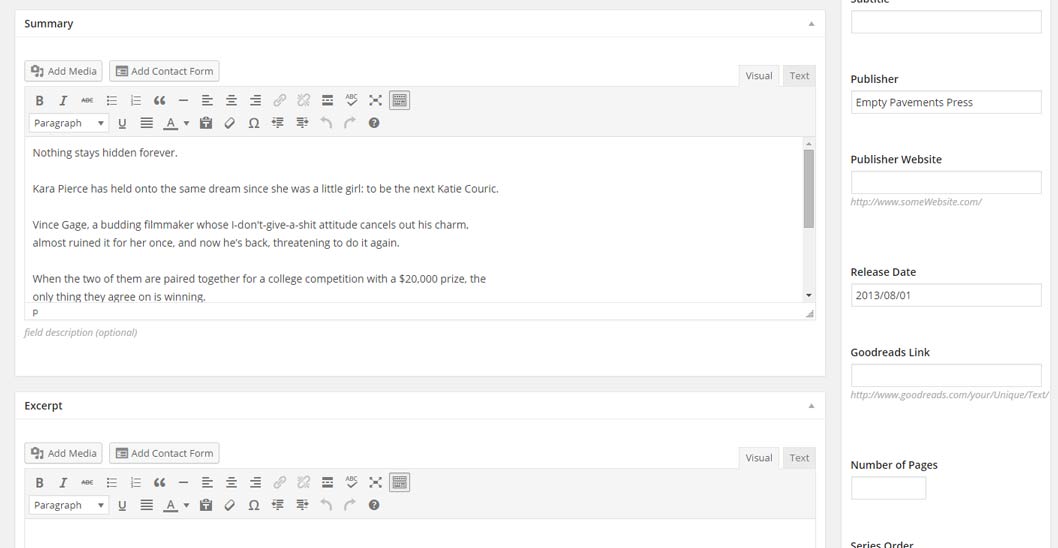 Summary
Add Media
Add Contact Form
Visual
Text
B I ABC
ABC
Paragraph
U
A
Ω
Nothing stays hidden forever.
Kara Pierce has held onto the same dream since she was a little girl: to be the next Katie Couric.
Vince Gage, a budding filmmaker whose I-don't-give-a-shit attitude cancels out his charm,
almost ruined it for her once, and now he's back, threatening to do it again.
When the two of them are paired together for a college competition with a $20,000 prize, the
only thing they agree on is winning.
P
field description (optional)
Excerpt
Add Media
Add Contact Form
Visual
Text
B I ABC
ABC
Paragraph
U
A
Ω
Subtitle
Publisher
Empty Pavements Press
Publisher Website
http://www.someWebsite.com/
Release Date
2013/08/01
Goodreads Link
http://www.goodreads.com/your/Unique/Text/
Number of Pages
Series Order